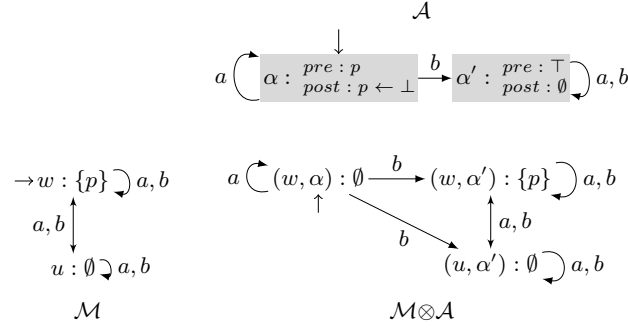 𝒜
a α : pre : p b α′ : pre : ⊤ a, b
post : p ← ⊥ post : ∅
→ w : {p} a, b a (w, α) : ∅ b (w, α′) : {p} a, b
a, b b a, b
u : ∅ a, b (u, α′) : ∅ a, b
ℳ ℳ⊗𝒜